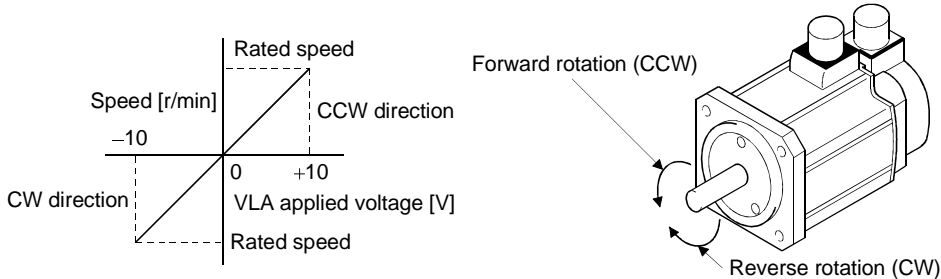 Rated speed
Speed [r/min]
CCW direction
−10
0
+10
CW direction
VLA applied voltage [V]
Rated speed
Forward rotation (CCW)
Reverse rotation (CW)